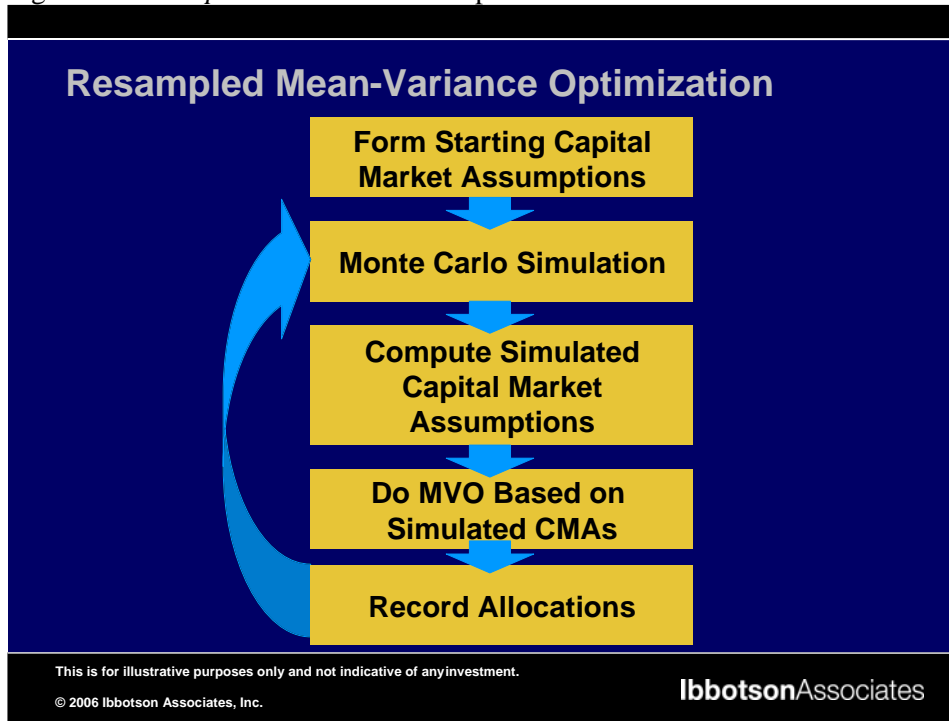 Resampled Mean-Variance Optimization
Form Starting Capital
Market Assumptions
Monte Carlo Simulation
Compute Simulated
Capital Market
Assumptions
Do MVO Based on
Simulated CMAs
Record Allocations
This is for illustrative purposes only and not indicative of anyinvestment.
© 2006 Ibbotson Associates, Inc.
IbbotsonAssociates